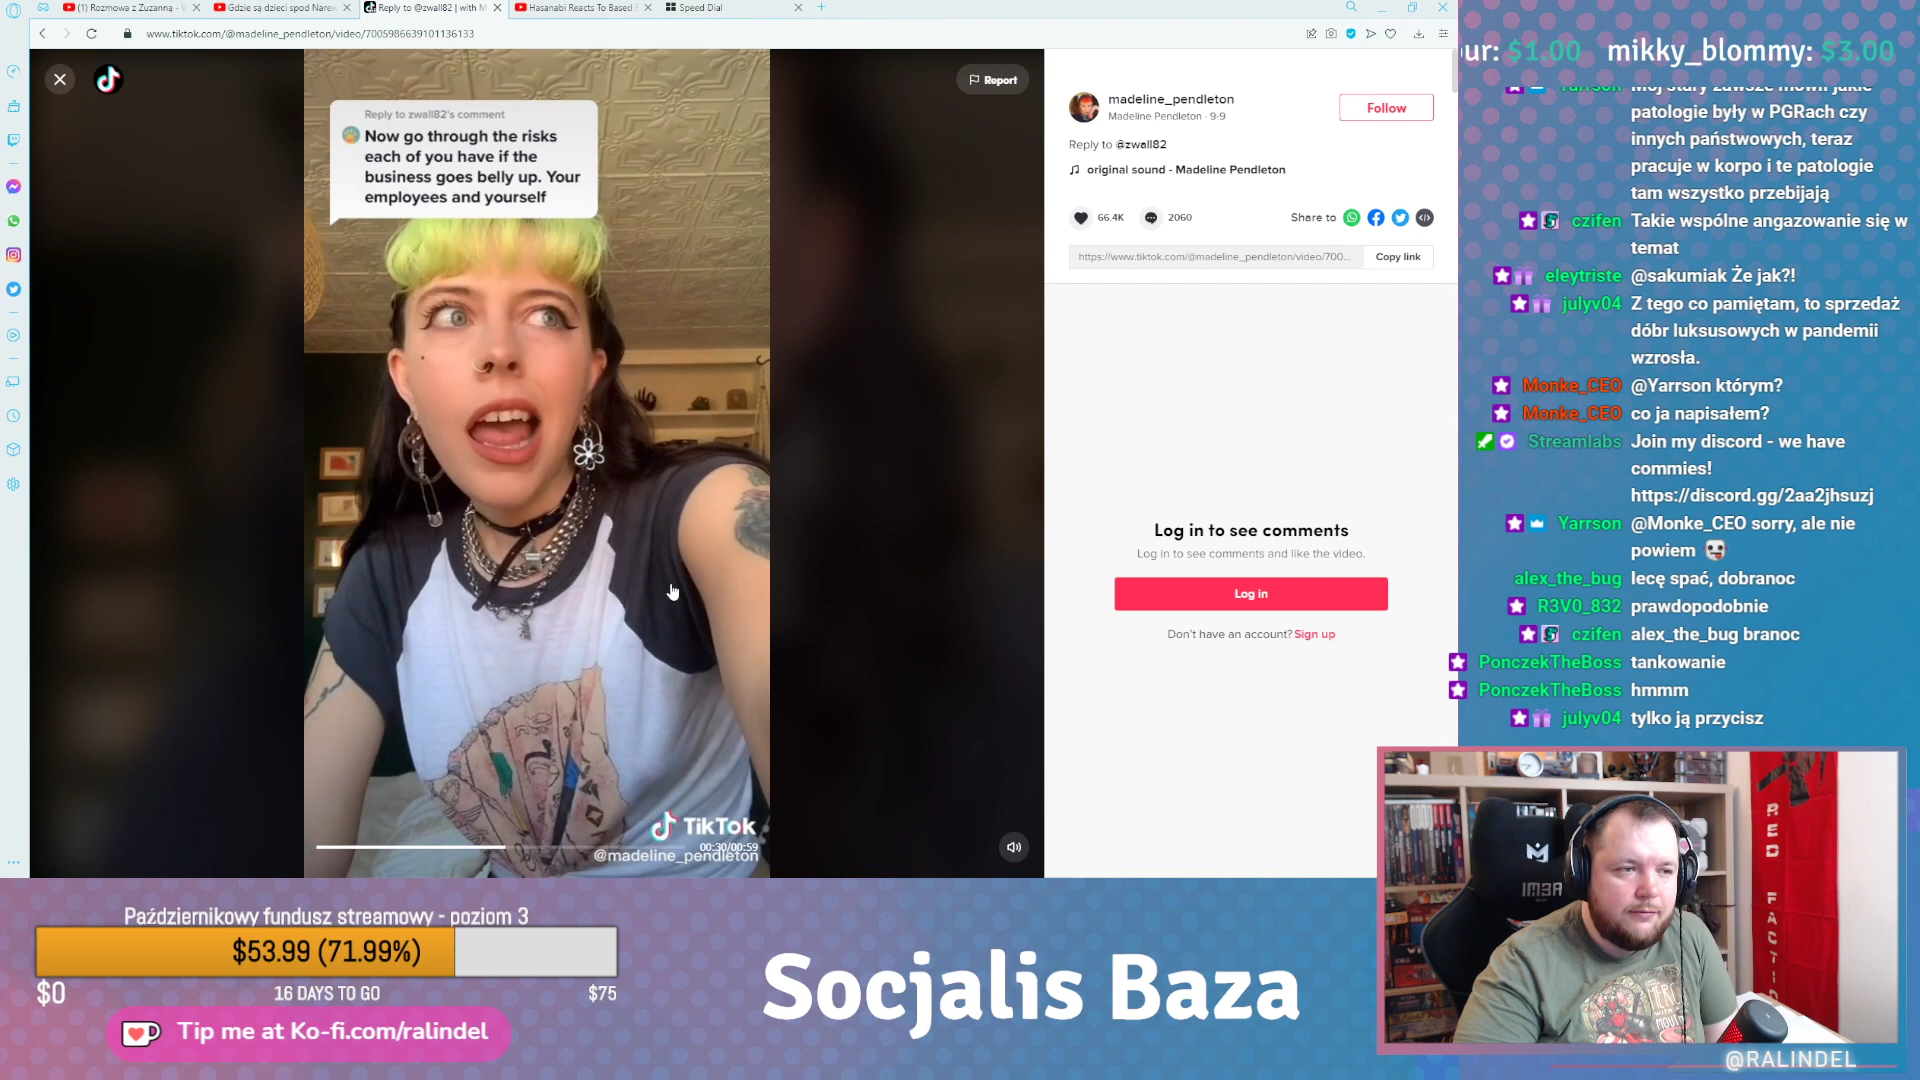 (1) Rozmowa z Zuzanną -
Gdzie są dzieci spod Narew
Reply to @zwall82 | with M
Hasanabi Reacts To Based
Speed Dial
www.tiktok.com/@madeline_pendleton/video/7005986639101136133
Report
Reply to zwall82's comment
Now go through the risks
each of you have if the
business goes belly up. Your
employees and yourself
TikTok
00:30/00:59
@madeline_pendleton
madeline_pendleton
Madeline Pendleton · 9-9
Follow
Reply to @zwall82
original sound - Madeline Pendleton
66.4K
2060
Share to
https://www.tiktok.com/@madeline_pendleton/video/700...
Copy link
Log in to see comments
Log in to see comments and like the video.
Log in
Don't have an account? Sign up
ur: $1.00 mikky_blommy: $3.00
Yarrson Mój stary zawsze mówił jakie
patologie były w PGRach czy
innych państwowych, teraz
pracuje w korpo i te patologie
tam wszystko przebijają
czifen Takie wspólne angazowanie się w
temat
eleytriste @sakumiak Że jak?!
julyv04 Z tego co pamiętam, to sprzedaż
dóbr luksusowych w pandemii
wzrosła.
Monke_CEO @Yarrson którym?
Monke_CEO co ja napisałem?
Streamlabs Join my discord - we have
commies!
https://discord.gg/2aa2jhsuzj
Yarrson @Monke_CEO sorry, ale nie
powiem
alex_the_bug lecę spać, dobranoc
R3V0_832 prawdopodobnie
czifen alex_the_bug branoc
PonczekTheBoss tankowanie
PonczekTheBoss hmmm
julyv04 tylko ją przycisz
Październikowy fundusz streamowy - poziom 3
$53.99 (71.99%)
$0
16 DAYS TO GO
$75
Tip me at Ko-fi.com/ralindel
Socjalis Baza
RED
FACTIO
@RALINDEL